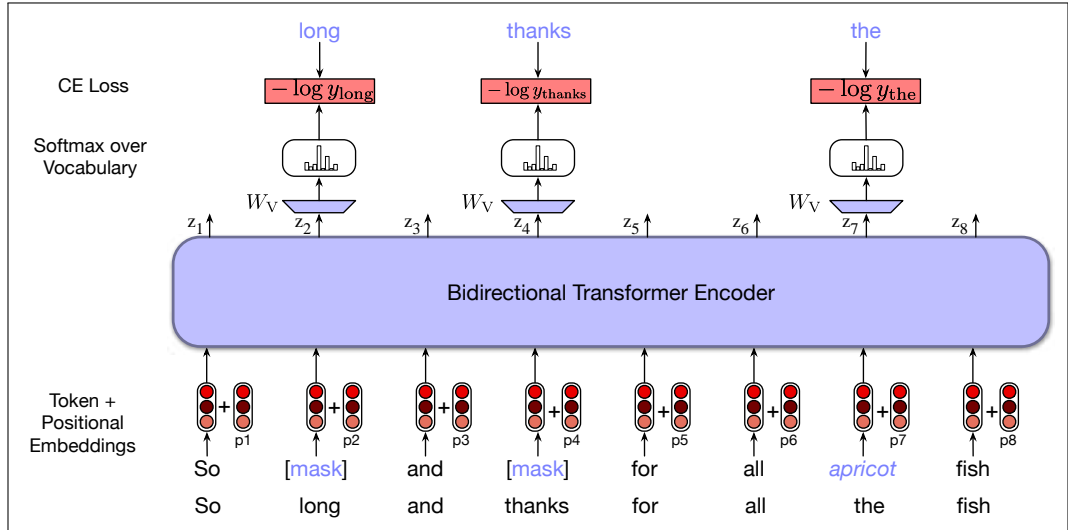 long thanks the
CE Loss − log y_long − log y_thanks − log y_the
Softmax over
Vocabulary
W_V W_V W_V
z_1 z_2 z_3 z_4 z_5 z_6 z_7 z_8
Bidirectional Transformer Encoder
Token +
Positional
Embeddings
+ + + + + + + +
p1 p2 p3 p4 p5 p6 p7 p8
So [mask] and [mask] for all apricot fish
So long and thanks for all the fish